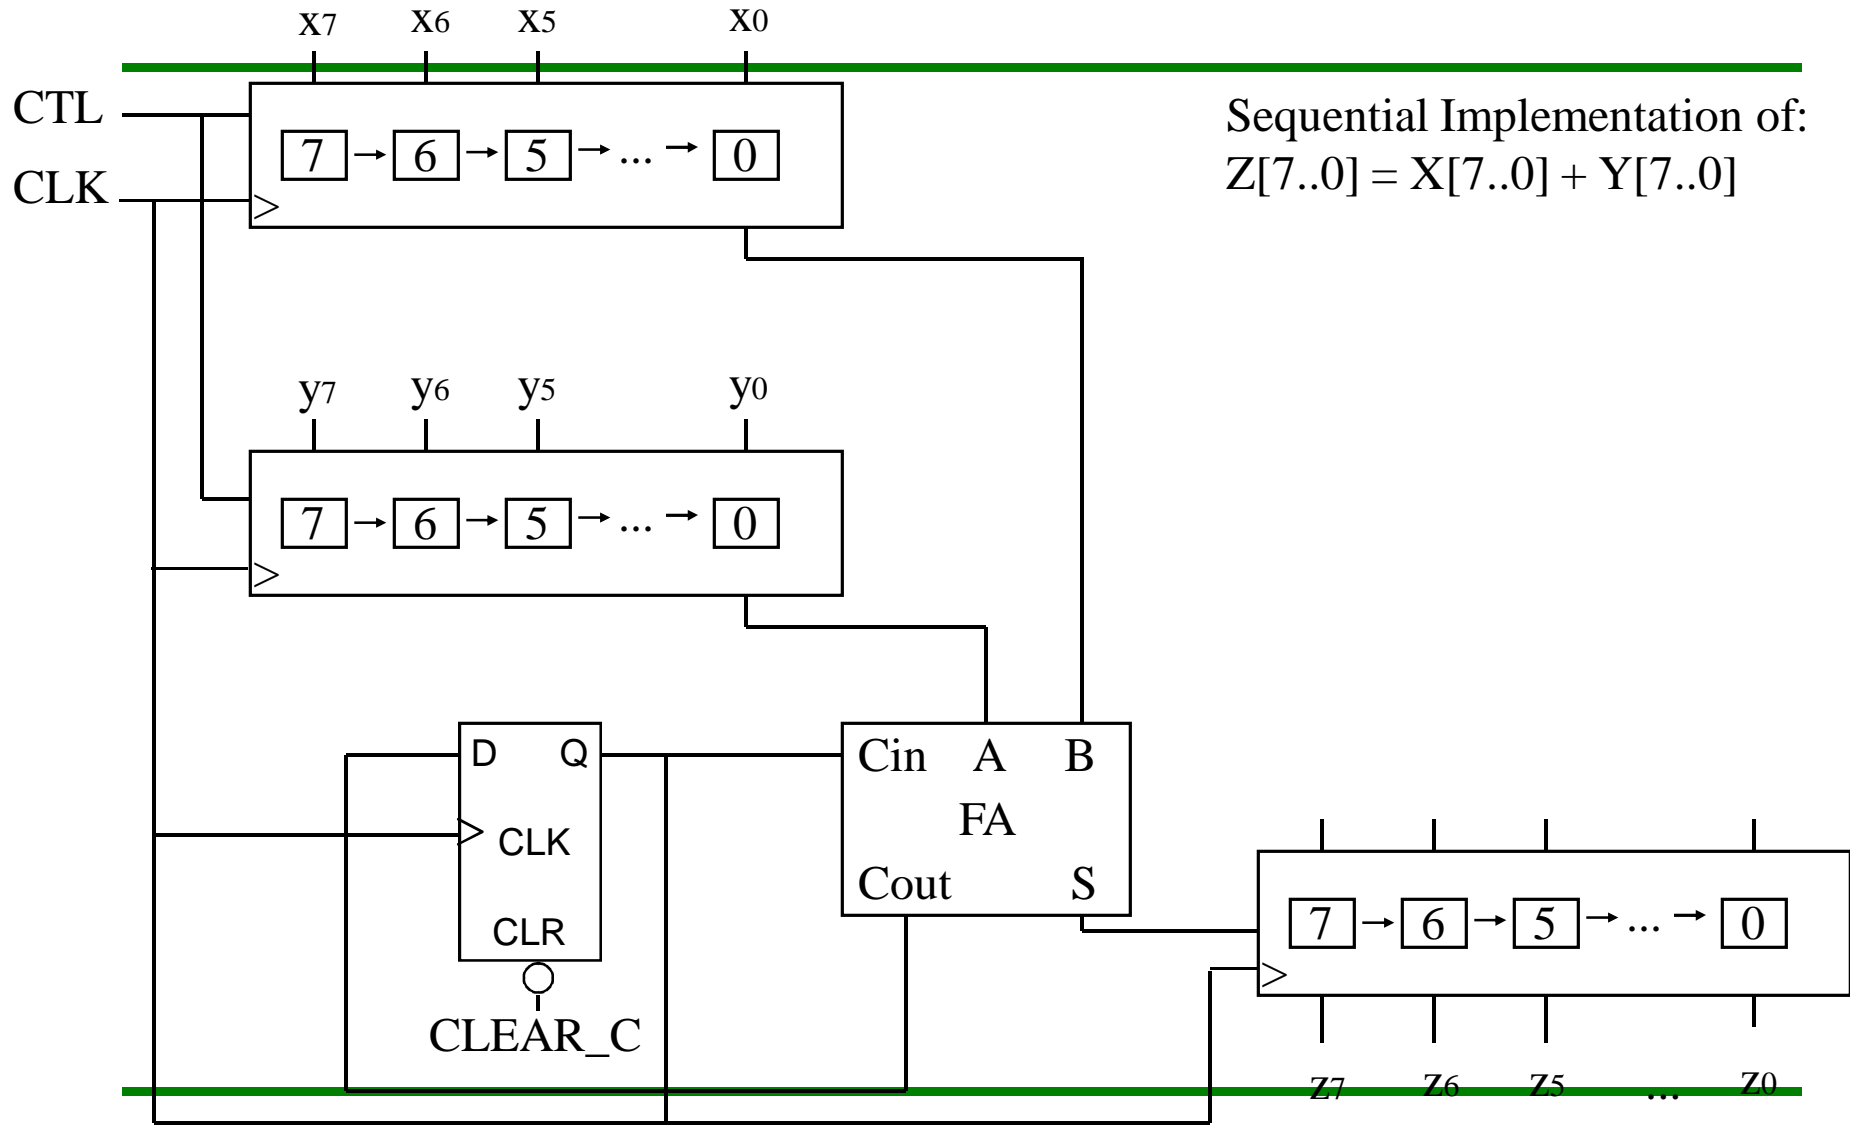 x7 x6 x5 x0
CTL
Sequential Implementation of:
7 → 6 → 5 → ... → 0
Z[7..0] = X[7..0] + Y[7..0]
CLK
>
y7 y6 y5 y0
7 → 6 → 5 → ... → 0
>
D Q
Cin A B
> CLK
FA
Cout S
CLR
7 → 6 → 5 → ... → 0
>
CLEAR_C
z7 z6 z5 ... z0